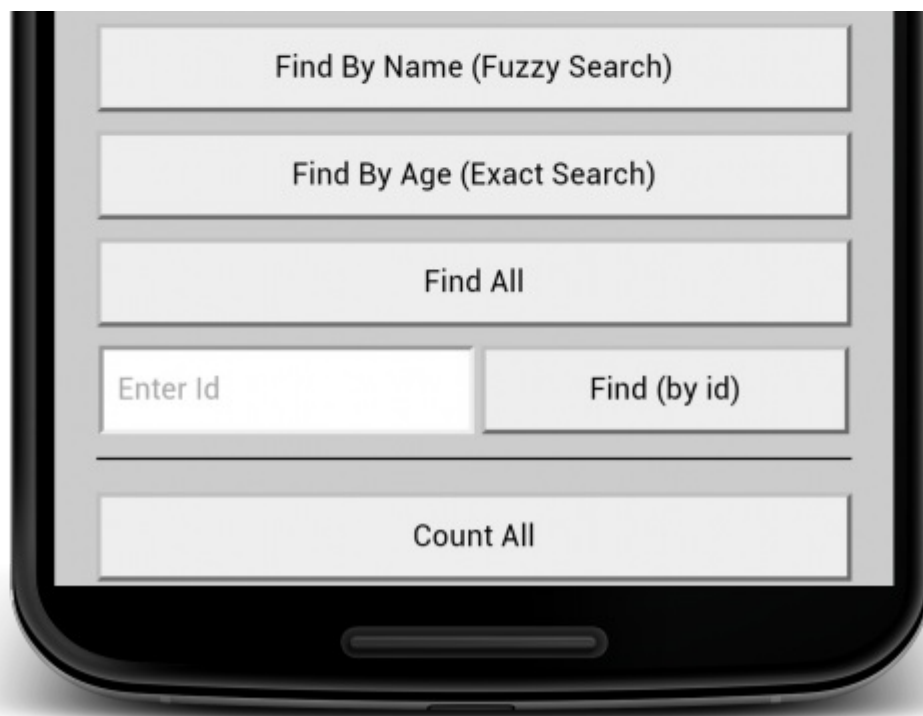 Find By Name (Fuzzy Search)
Find By Age (Exact Search)
Find All
Enter Id
Find (by id)
Count All